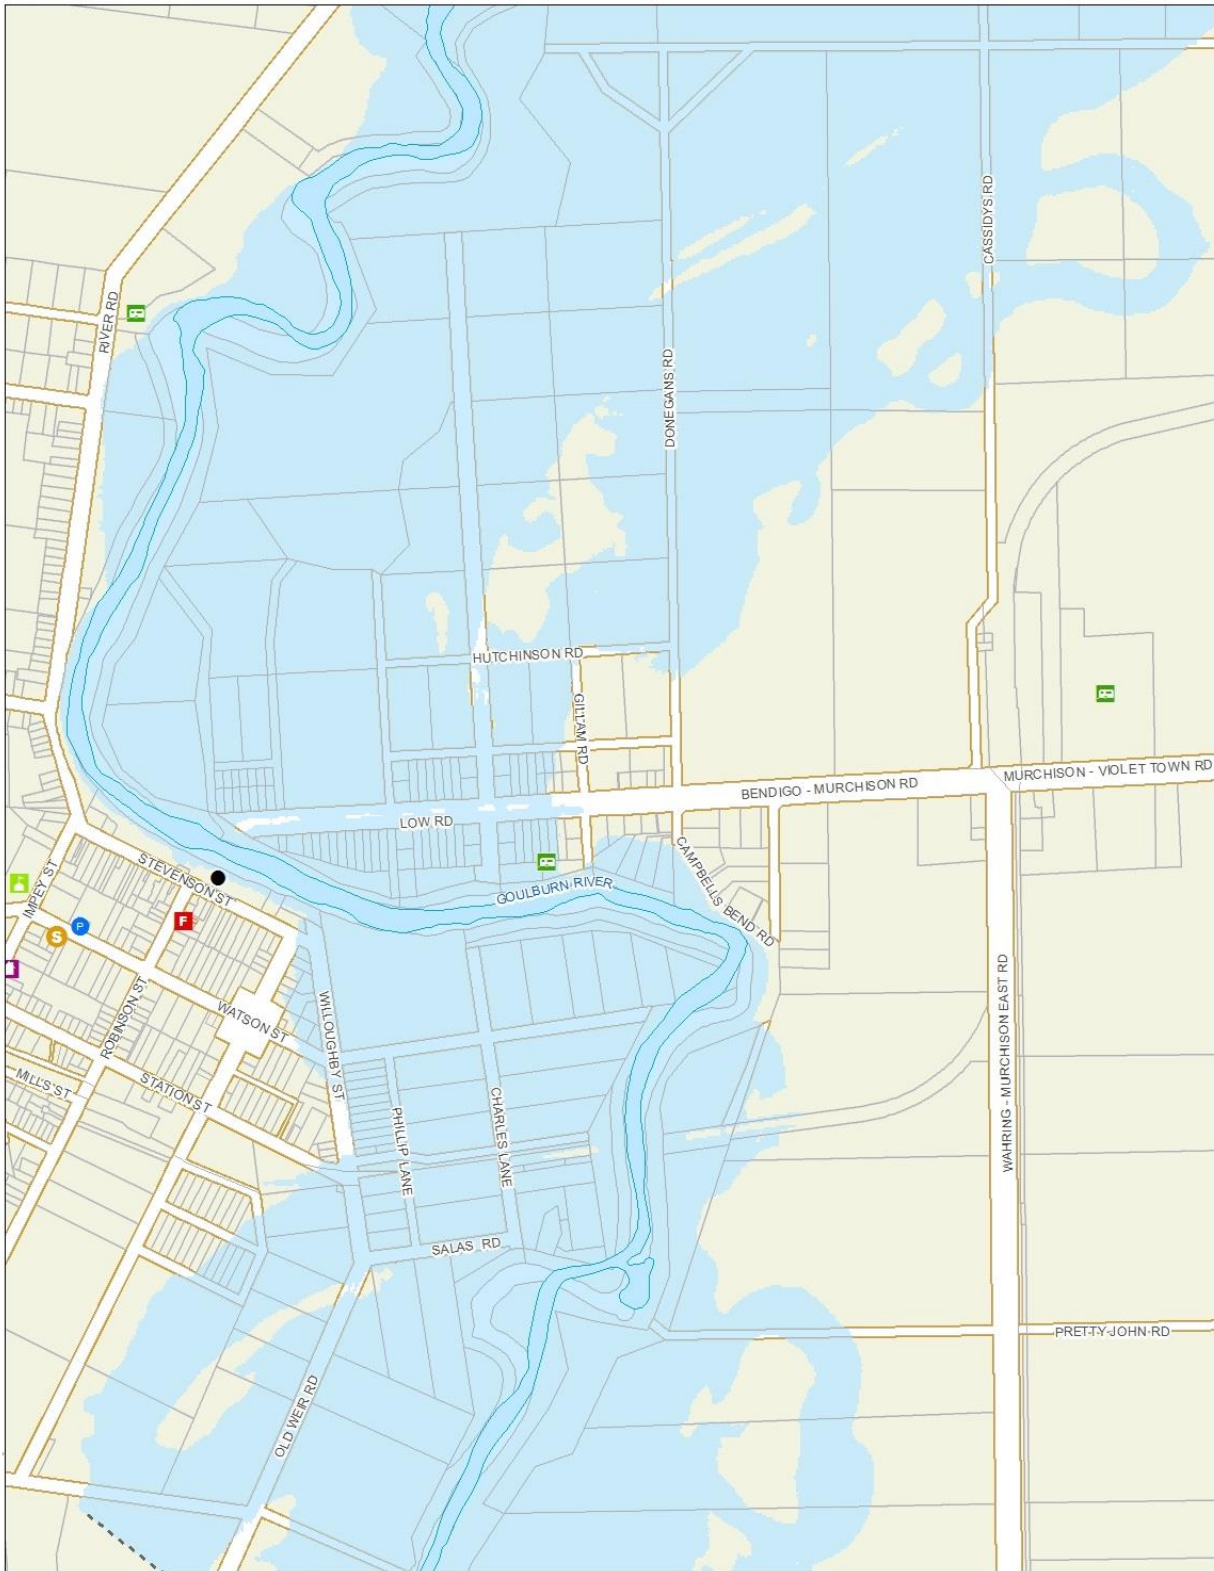 CASSIDYS RD
RIVER RD
DONEGANS RD
HUTCHINSON RD
GILLAM RD
MURCHISON - VIOLET TOWN RD
BENDIGO - MURCHISON RD
LOW RD
STEVENSON ST
IMPEY ST
CAMPBELLS BEND RD
GOULBURN RIVER
F
P
S
WILLOUGHBY ST
WATSON ST
ROBINSON ST
WAHRING - MURCHISON EAST RD
MILLS ST
STATION ST
PHILLIP LANE
CHARLES LANE
SALAS RD
PRETTY JOHN RD
OLD WEIR RD